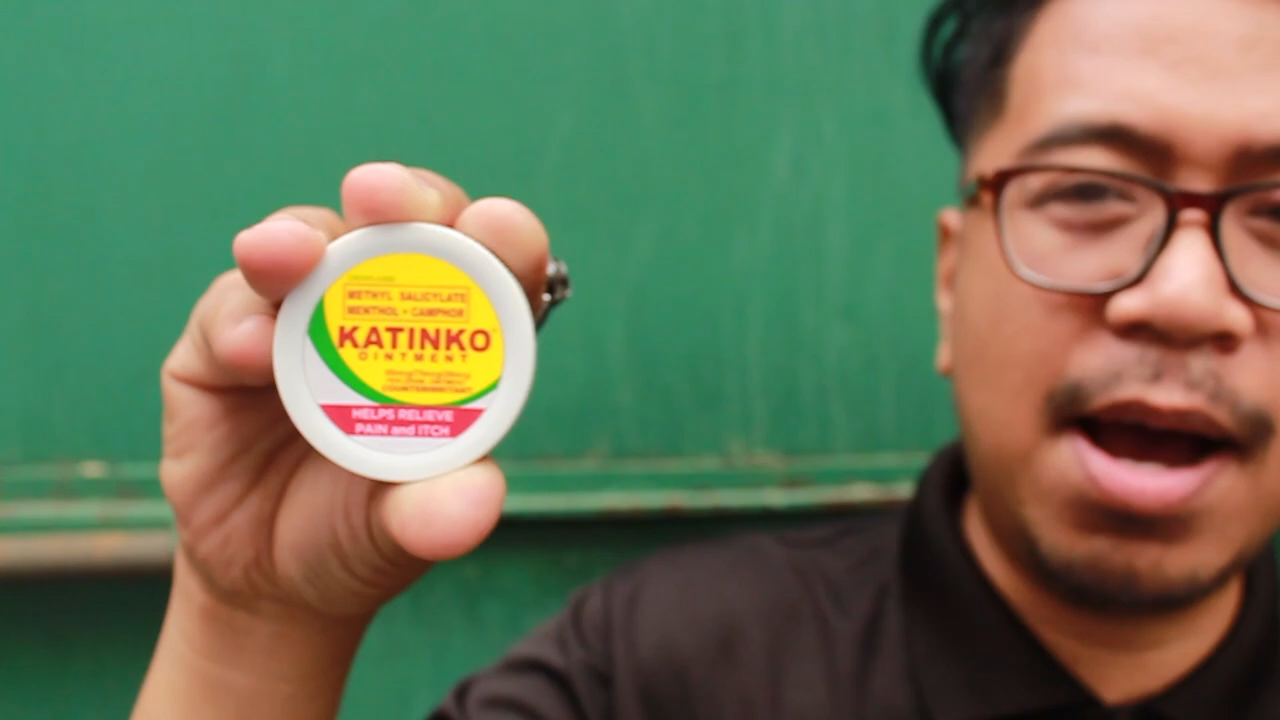 METHYL SALICYLATE
MENTHOL • CAMPHOR
KATINKO
OINTMENT
COUNTERIRRITANT
HELPS RELIEVE
PAIN and ITCH